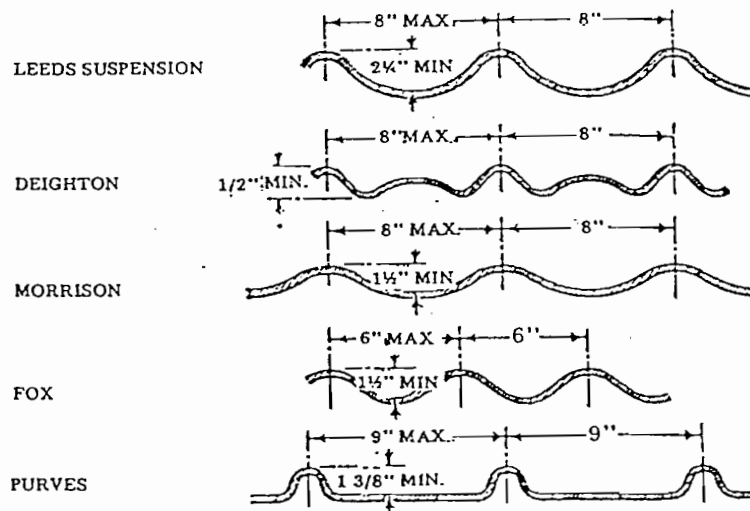 8" MAX 8"
LEEDS SUSPENSION 2¼" MIN
8" MAX. 8"
DEIGHTON 1/2" MIN.
8" MAX. 8"
MORRISON 1½" MIN
6" MAX 6"
FOX 1½" MIN
9" MAX. 9"
PURVES 1 3/8" MIN.